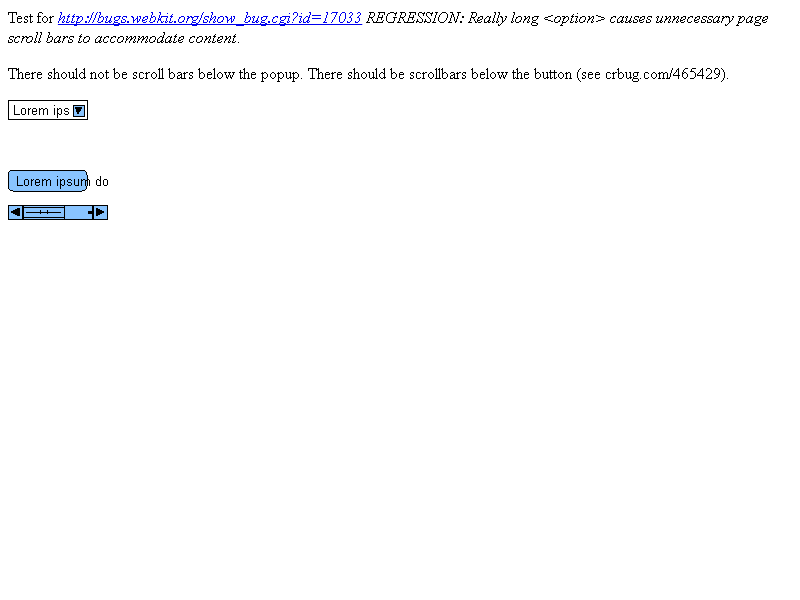 Test for http://bugs.webkit.org/show_bug.cgi?id=17033 REGRESSION: Really long <option> causes unnecessary page
scroll bars to accommodate content.
There should not be scroll bars below the popup. There should be scrollbars below the button (see crbug.com/465429).
Lorem ips
Lorem ipsum do